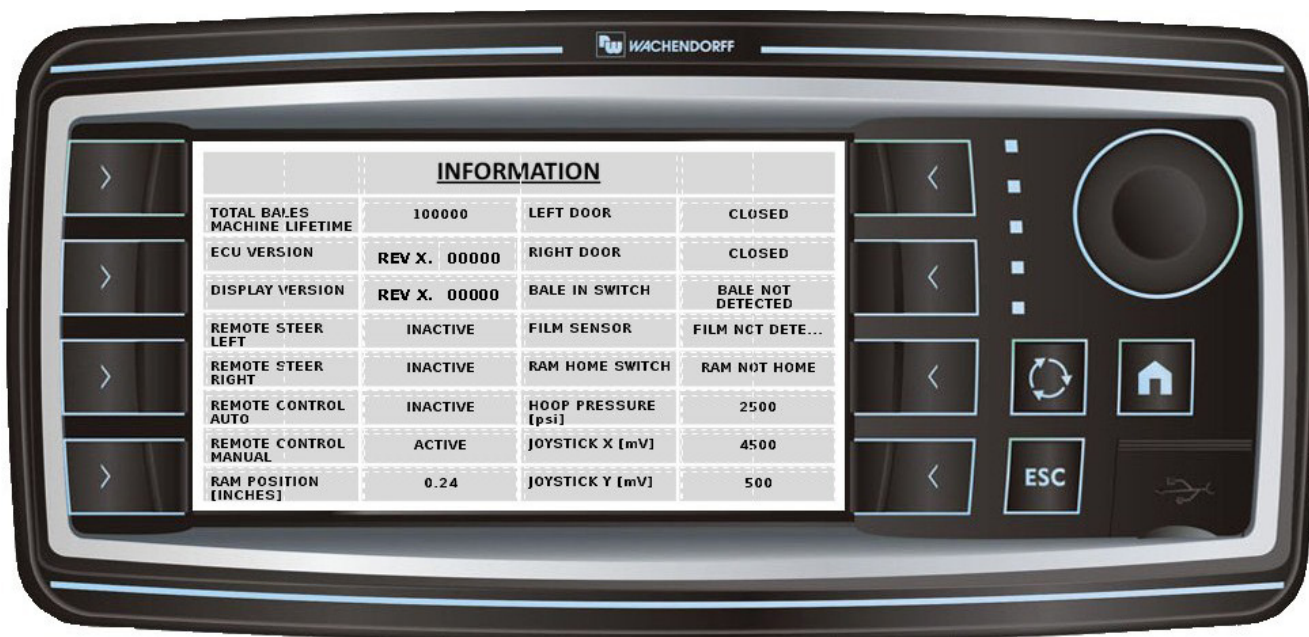 WACHENDORFF
INFORMATION
TOTAL BALES
MACHINE LIFETIME
100000
LEFT DOOR
CLOSED
ECU VERSION
REV X. 00000
RIGHT DOOR
CLOSED
DISPLAY VERSION
REV X. 00000
BALE IN SWITCH
BALE NOT
DETECTED
REMOTE STEER
LEFT
INACTIVE
FILM SENSOR
FILM NOT DETE...
REMOTE STEER
RIGHT
INACTIVE
RAM HOME SWITCH
RAM NOT HOME
REMOTE CONTROL
AUTO
INACTIVE
HOOP PRESSURE
[psi]
2500
REMOTE CONTROL
MANUAL
ACTIVE
JOYSTICK X [mV]
4500
RAM POSITION
[INCHES]
0.24
JOYSTICK Y [mV]
500
ESC